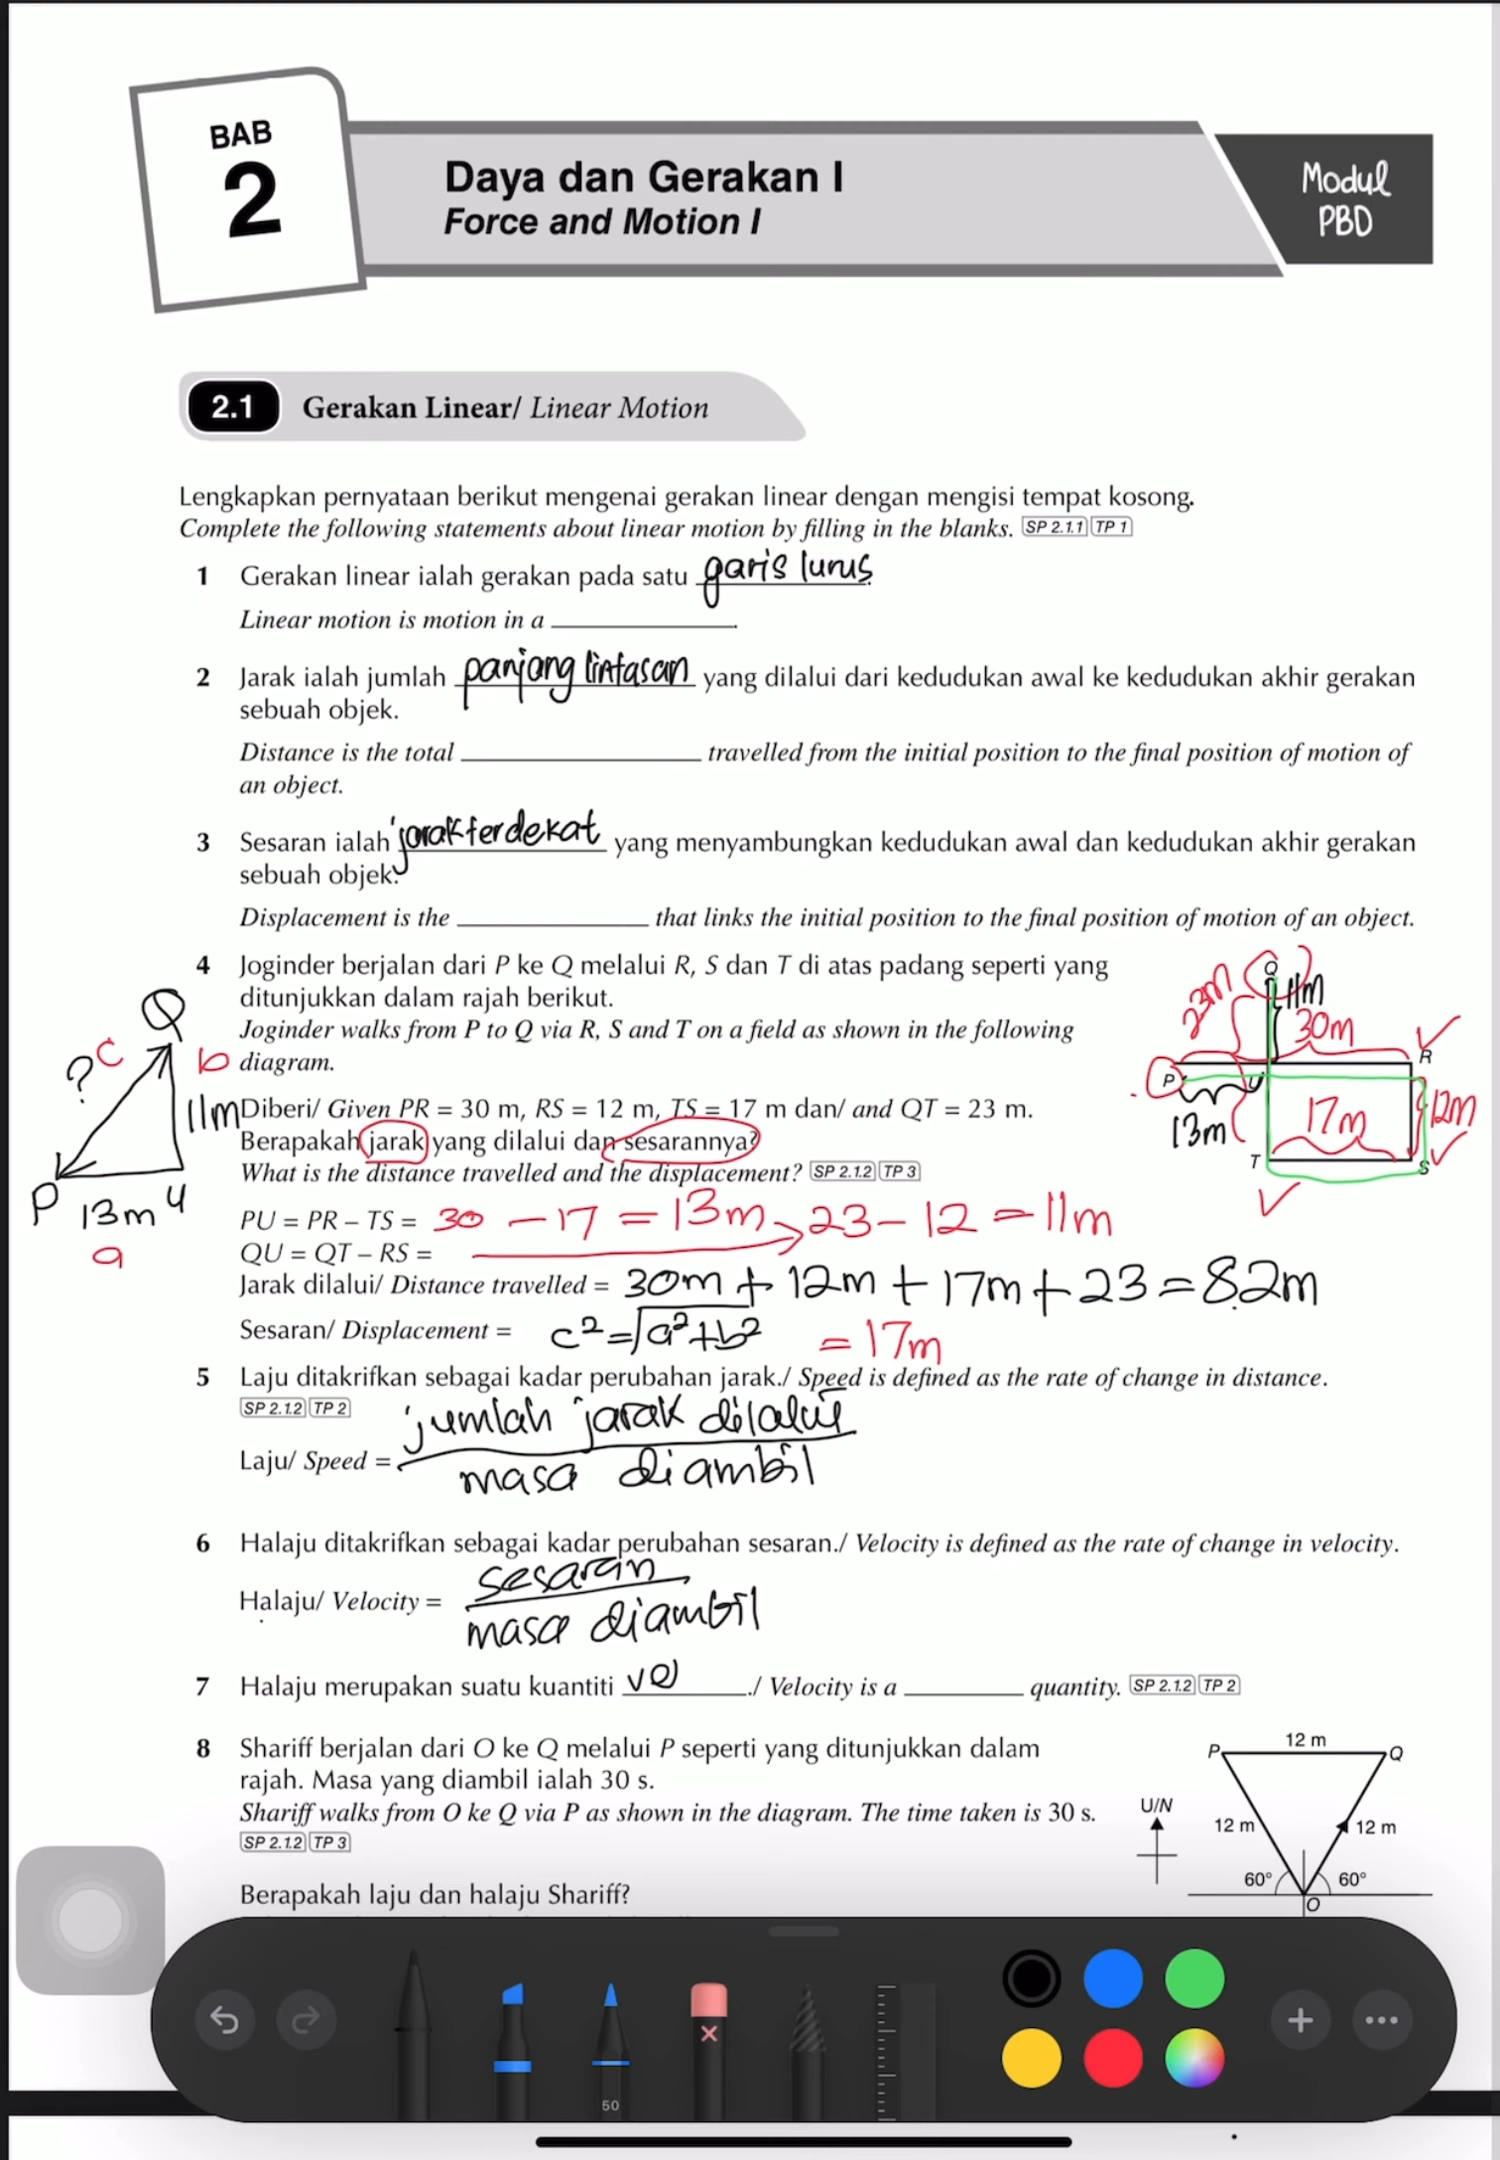 BAB
2
Daya dan Gerakan I
Force and Motion I
Modul
PBD
2.1 Gerakan Linear/ Linear Motion
Lengkapkan pernyataan berikut mengenai gerakan linear dengan mengisi tempat kosong.
Complete the following statements about linear motion by filling in the blanks. SP 2.1.1 TP 1
1 Gerakan linear ialah gerakan pada satu garis lurus.
Linear motion is motion in a ____________.
2 Jarak ialah jumlah panjang lintasan yang dilalui dari kedudukan awal ke kedudukan akhir gerakan
sebuah objek.
Distance is the total ____________ travelled from the initial position to the final position of motion of
an object.
3 Sesaran ialah jarak terdekat yang menyambungkan kedudukan awal dan kedudukan akhir gerakan
sebuah objek.
Displacement is the ____________ that links the initial position to the final position of motion of an object.
4 Joginder berjalan dari P ke Q melalui R, S dan T di atas padang seperti yang
ditunjukkan dalam rajah berikut.
Joginder walks from P to Q via R, S and T on a field as shown in the following
diagram.
Diberi/ Given PR = 30 m, RS = 12 m, TS = 17 m dan/ and QT = 23 m.
Berapakah jarak yang dilalui dan sesarannya?
What is the distance travelled and the displacement? SP 2.1.2 TP 3
Q
? c
b
11m
P 13m U
a
Q
23m
11m
30m
R
P
U
13m
17m
12m
T
S
PU = PR – TS = 30 - 17 = 13m 23 - 12 = 11m
QU = QT – RS =
Jarak dilalui/ Distance travelled = 30m + 12m + 17m + 23 = 82m
Sesaran/ Displacement = c² = √a²+b² = 17m
5 Laju ditakrifkan sebagai kadar perubahan jarak./ Speed is defined as the rate of change in distance.
SP 2.1.2 TP 2
jumlah jarak dilalui
Laju/ Speed =
masa diambil
6 Halaju ditakrifkan sebagai kadar perubahan sesaran./ Velocity is defined as the rate of change in velocity.
sesaran
Halaju/ Velocity =
masa diambil
7 Halaju merupakan suatu kuantiti ve ./ Velocity is a ________ quantity. SP 2.1.2 TP 2
8 Shariff berjalan dari O ke Q melalui P seperti yang ditunjukkan dalam
rajah. Masa yang diambil ialah 30 s.
Shariff walks from O ke Q via P as shown in the diagram. The time taken is 30 s.
SP 2.1.2 TP 3
Berapakah laju dan halaju Shariff?
12 m
P
Q
U/N
12 m
12 m
60°
60°
O
50